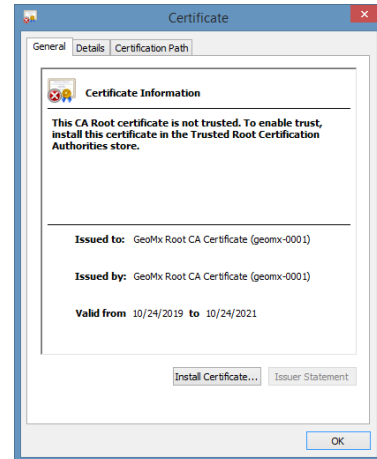 Certificate
General Details Certification Path
Certificate Information
This CA Root certificate is not trusted. To enable trust,
install this certificate in the Trusted Root Certification
Authorities store.
Issued to: GeoMx Root CA Certificate (geomx-0001)
Issued by: GeoMx Root CA Certificate (geomx-0001)
Valid from 10/24/2019 to 10/24/2021
Install Certificate... Issuer Statement
OK